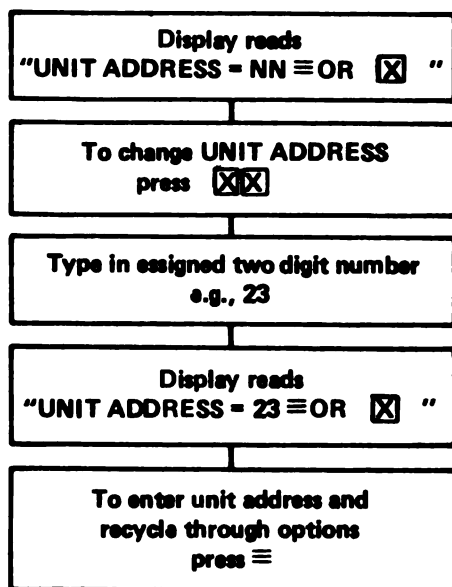 Display reads
"UNIT ADDRESS = NN ≡ OR [X] "
To change UNIT ADDRESS
press [X][X]
Type in essigned two digit number
e.g., 23
Display reads
"UNIT ADDRESS = 23 ≡ OR [X] "
To enter unit address and
recycle through options
press ≡